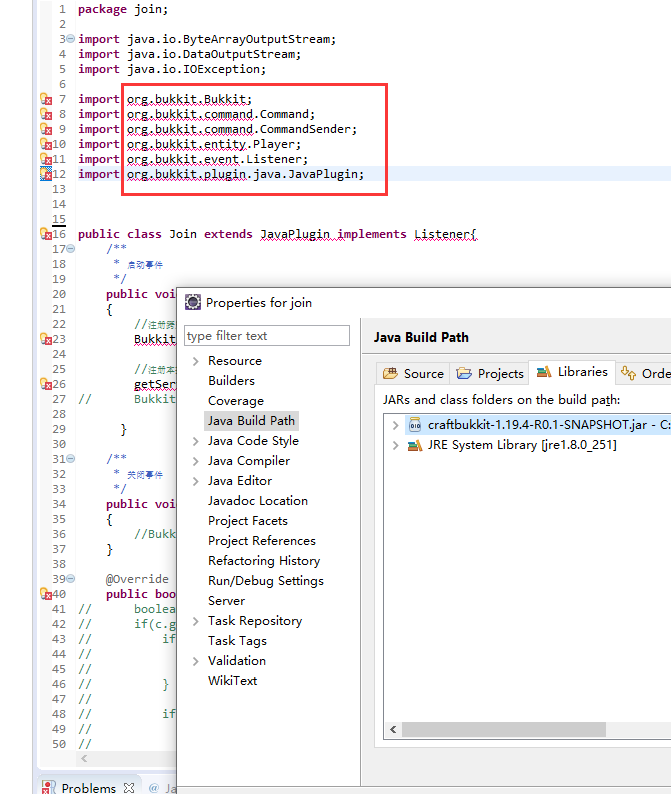 1 package join;
2
3 import java.io.ByteArrayOutputStream;
4 import java.io.DataOutputStream;
5 import java.io.IOException;
6
7 import org.bukkit.Bukkit;
8 import org.bukkit.command.Command;
9 import org.bukkit.command.CommandSender;
10 import org.bukkit.entity.Player;
11 import org.bukkit.event.Listener;
12 import org.bukkit.plugin.java.JavaPlugin;
13
14
15
16 public class Join extends JavaPlugin implements Listener{
17 /**
18 * 启动事件
19 */
20 public voi
21 {
22 //注册
23 Bukkit
24
25 //注册本
26 getSer
27 // Bukkit
28
29 }
30
31 /**
32 * 关闭事件
33 */
34 public voi
35 {
36 //Buk
37 }
38
39 @Override
40 public boo
41 // boolea
42 // if(c.g
43 // if
44 //
45 //
46 // }
47 //
48 // if
49 //
50 //
Problems
@ Ja
Properties for join
type filter text
Resource
Builders
Coverage
Java Build Path
Java Code Style
Java Compiler
Java Editor
Javadoc Location
Project Facets
Project References
Refactoring History
Run/Debug Settings
Server
Task Repository
Task Tags
Validation
WikiText
Java Build Path
Source Projects Libraries Orde
JARs and class folders on the build path:
craftbukkit-1.19.4-R0.1-SNAPSHOT.jar - C:
JRE System Library [jre1.8.0_251]